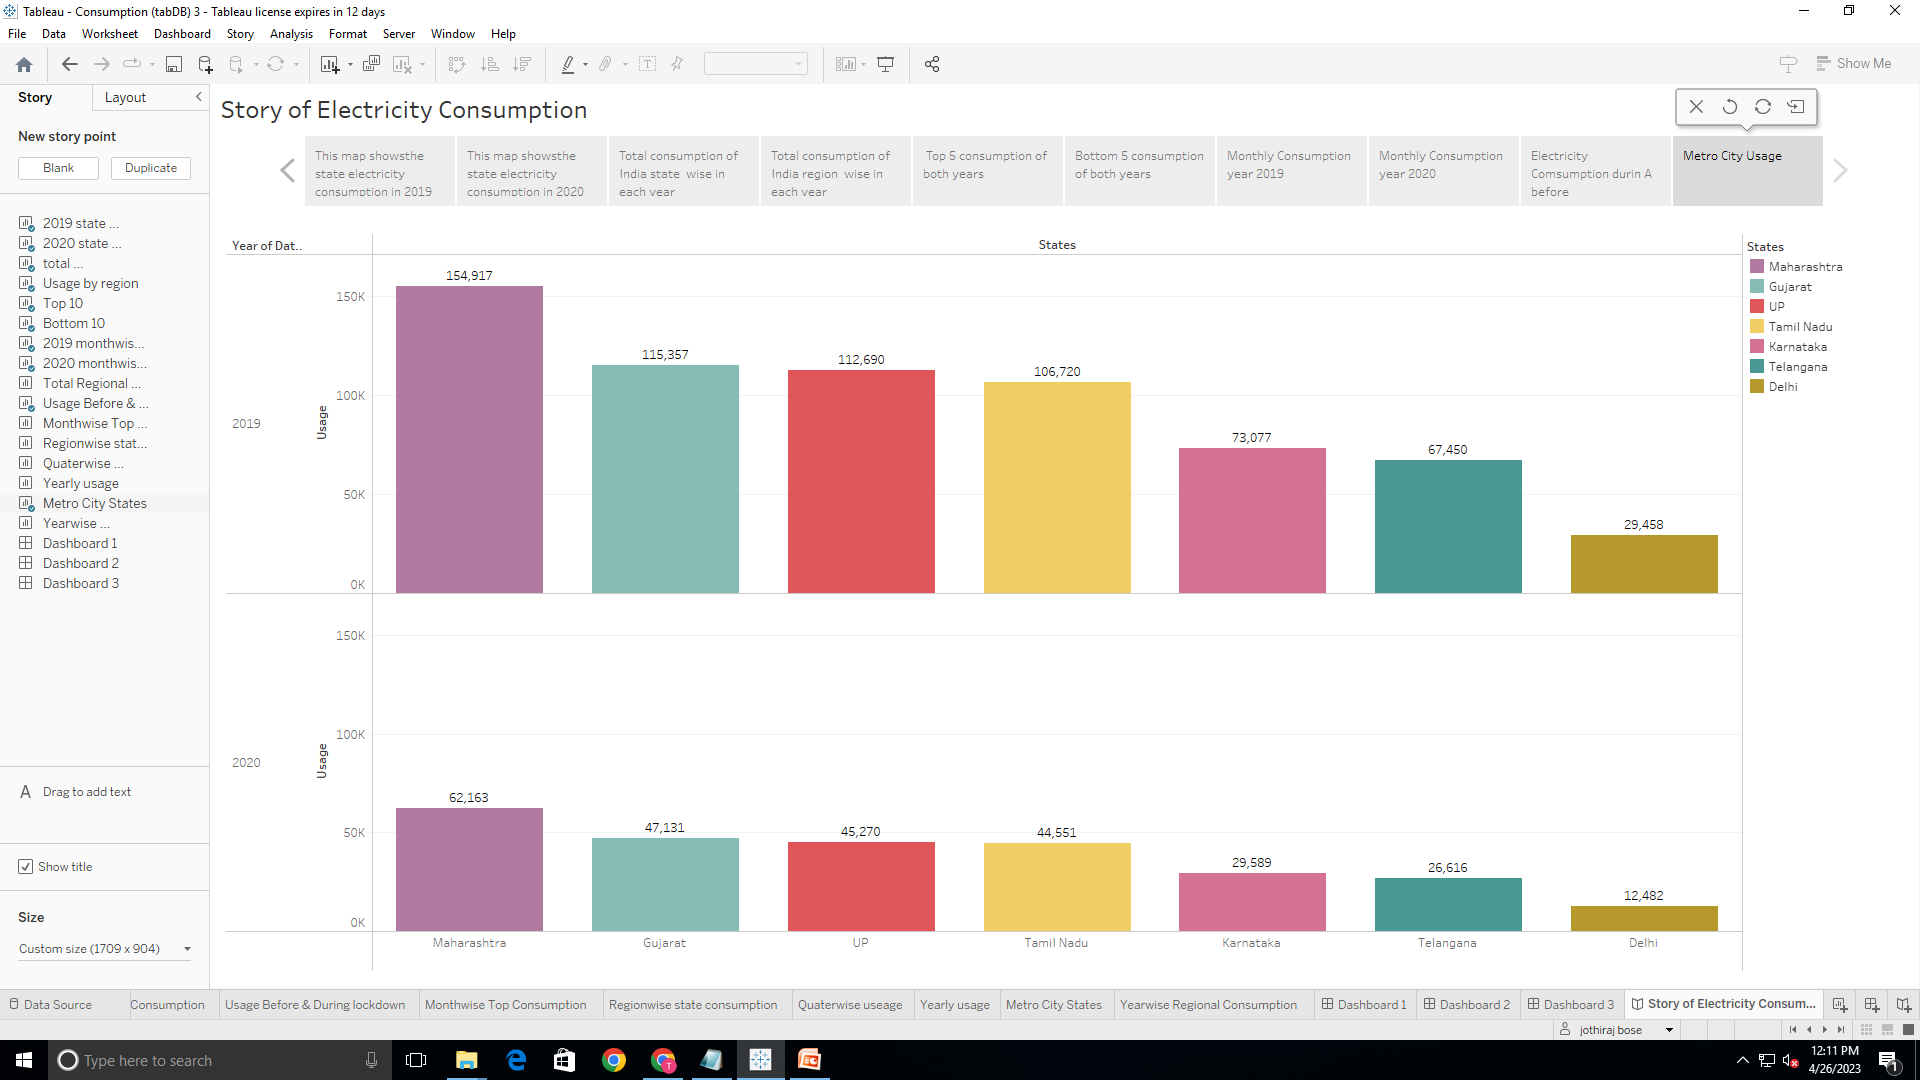 Tableau - Consumption (tabDB) 3 - Tableau license expires in 12 days
File Data Worksheet Dashboard Story Analysis Format Server Window Help
Show Me
Story Layout
New story point
Blank Duplicate
2019 state ...
2020 state ...
total ...
Usage by region
Top 10
Bottom 10
2019 monthwis...
2020 monthwis...
Total Regional ...
Usage Before & ...
Monthwise Top ...
Regionwise stat...
Quaterwise ...
Yearly usage
Metro City States
Yearwise ...
Dashboard 1
Dashboard 2
Dashboard 3
A Drag to add text
Show title
Size
Custom size (1709 x 904)
Story of Electricity Consumption
This map showsthe
state electricity
consumption in 2019
This map showsthe
state electricity
consumption in 2020
Total consumption of
India state wise in
each year
Total consumption of
India region wise in
each year
Top 5 consumption of
both years
Bottom 5 consumption
of both years
Monthly Consumption
year 2019
Monthly Consumption
year 2020
Electricity
Comsumption durin A
before
Metro City Usage
Year of Dat..
States
2019
Usage
150K
100K
50K
0K
154,917
115,357
112,690
106,720
73,077
67,450
29,458
2020
Usage
150K
100K
50K
0K
62,163
47,131
45,270
44,551
29,589
26,616
12,482
Maharashtra Gujarat UP Tamil Nadu Karnataka Telangana Delhi
States
Maharashtra
Gujarat
UP
Tamil Nadu
Karnataka
Telangana
Delhi
Data Source Consumption Usage Before & During lockdown Monthwise Top Consumption Regionwise state consumption Quaterwise useage Yearly usage Metro City States Yearwise Regional Consumption Dashboard 1 Dashboard 2 Dashboard 3 Story of Electricity Consum...
jothiraj bose
Type here to search
T
12:11 PM
4/26/2023
1